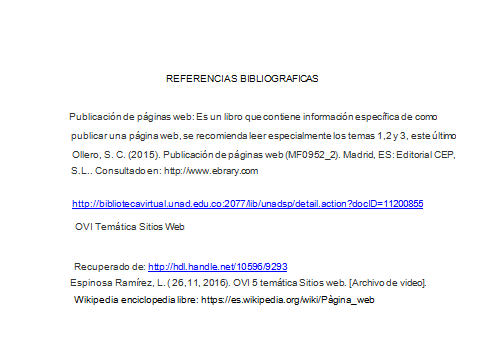 REFERENCIAS BIBLIOGRAFICAS
Publicación de páginas web: Es un libro que contiene información específica de como
publicar una página web, se recomienda leer especialmente los temas 1,2 y 3, este último
Ollero, S. C. (2015). Publicación de páginas web (MF0952_2). Madrid, ES: Editorial CEP,
S.L.. Consultado en: http://www.ebrary.com
http://bibliotecavirtual.unad.edu.co:2077/lib/unadsp/detail.action?docID=11200855
OVI Temática Sitios Web
Recuperado de: http://hdl.handle.net/10596/9293
Espinosa Ramírez, L. ( 26,11, 2016). OVI 5 temática Sitios web. [Archivo de video].
Wikipedia enciclopedia libre: https://es.wikipedia.org/wiki/Página_web